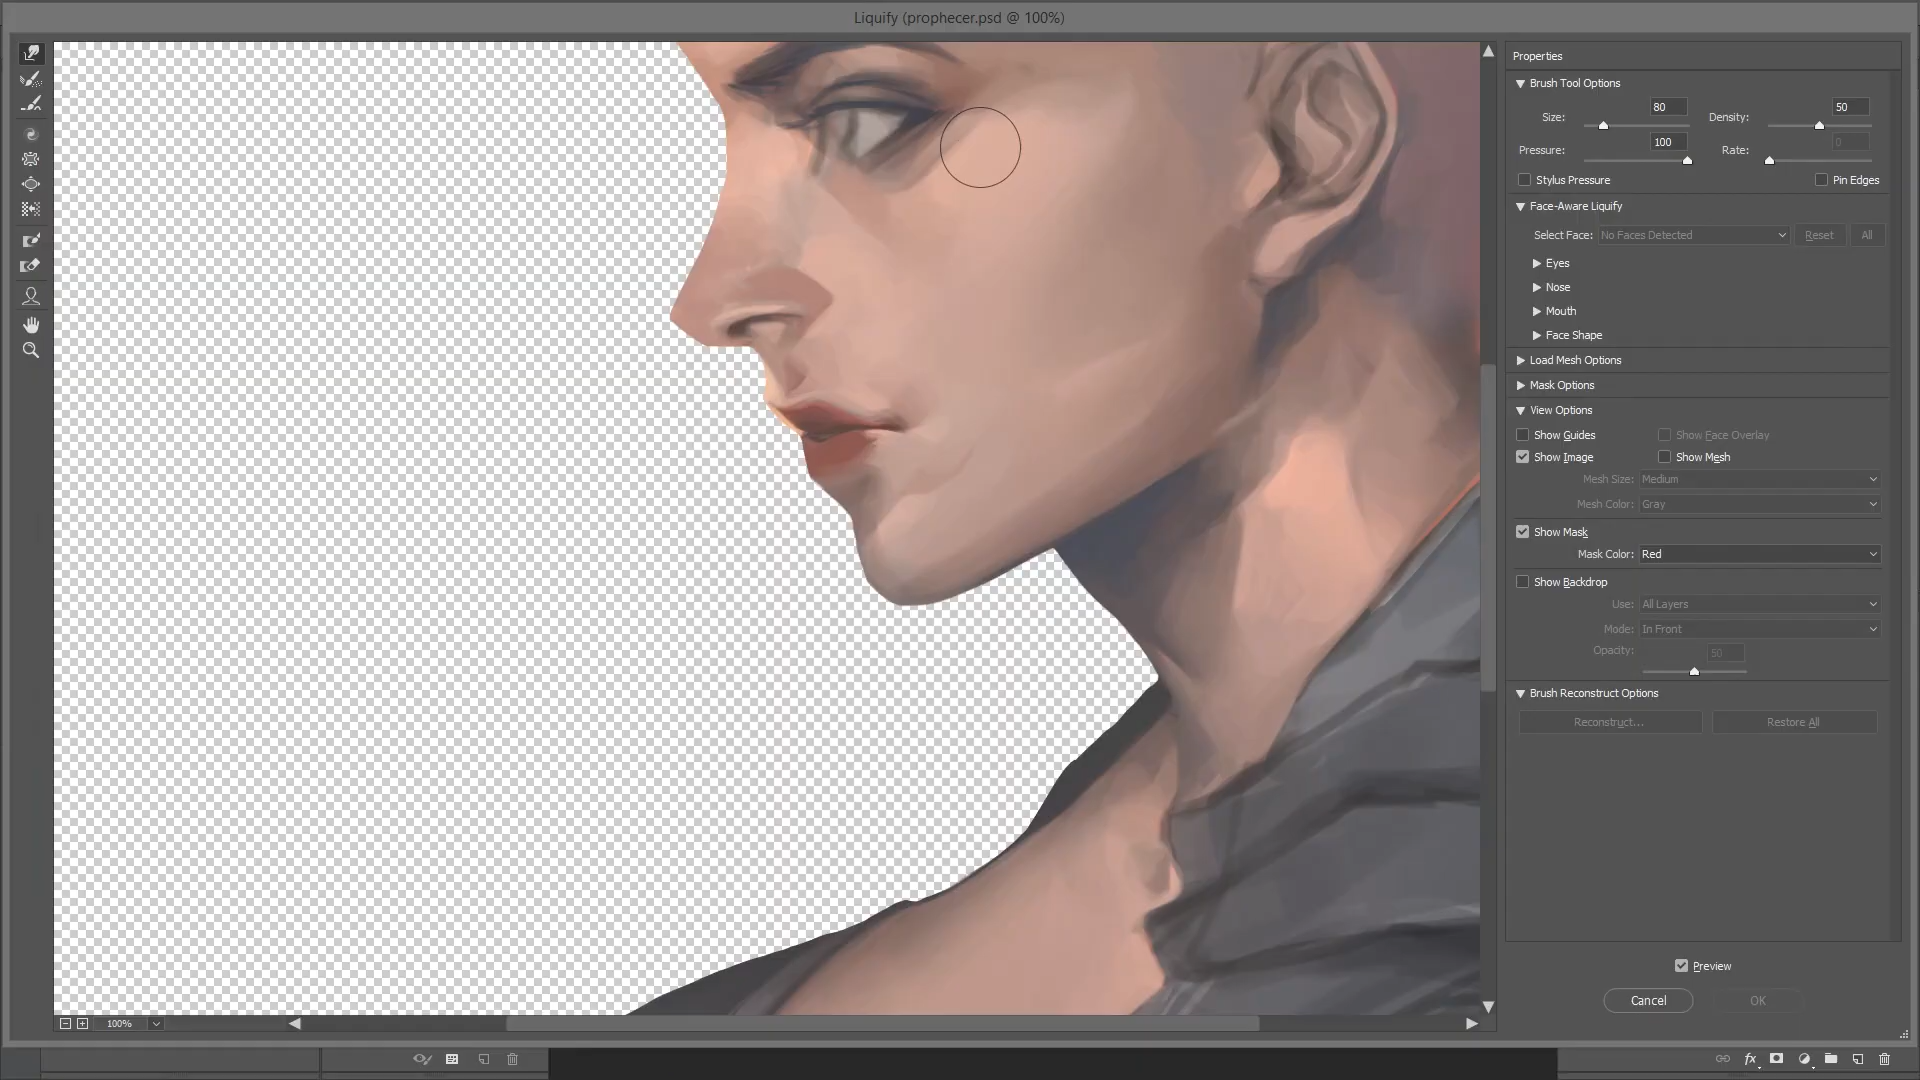 Liquify (prophecer.psd @ 100%)
Properties
Brush Tool Options
Size: 80 Density: 50
Pressure: 100 Rate: 0
Stylus Pressure Pin Edges
Face-Aware Liquify
Select Face: No Faces Detected Reset All
Eyes
Nose
Mouth
Face Shape
Load Mesh Options
Mask Options
View Options
Show Guides Show Face Overlay
Show Image Show Mesh
Mesh Size: Medium
Mesh Color: Gray
Show Mask
Mask Color: Red
Show Backdrop
Use: All Layers
Mode: In Front
Opacity: 50
Brush Reconstruct Options
Reconstruct... Restore All
Preview
Cancel OK
100%
fx